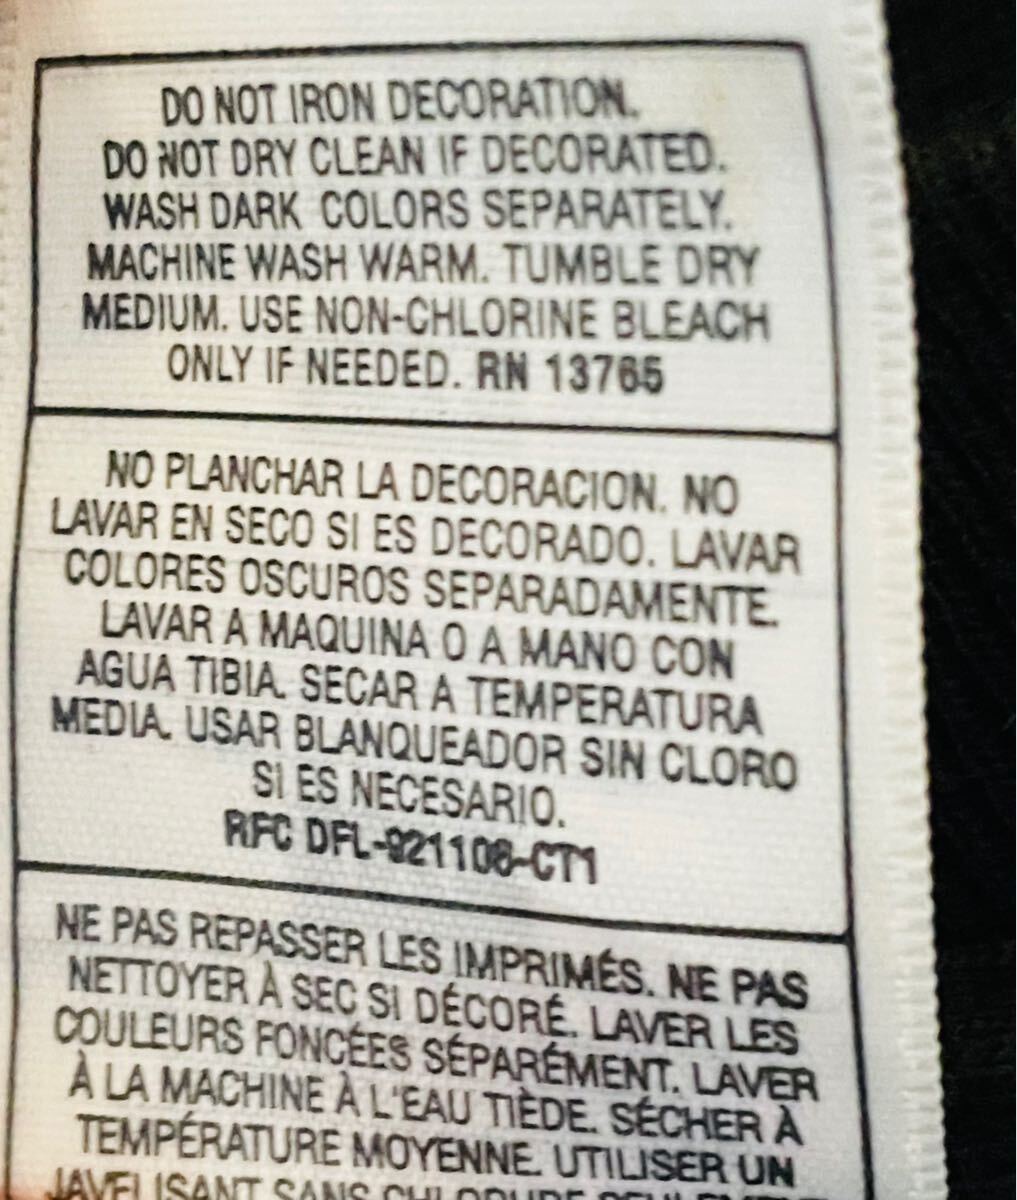 DO NOT IRON DECORATION.
DO NOT DRY CLEAN IF DECORATED.
WASH DARK COLORS SEPARATELY.
MACHINE WASH WARM. TUMBLE DRY
MEDIUM. USE NON-CHLORINE BLEACH
ONLY IF NEEDED. RN 13765
NO PLANCHAR LA DECORACION. NO
LAVAR EN SECO SI ES DECORADO. LAVAR
COLORES OSCUROS SEPARADAMENTE.
LAVAR A MAQUINA O A MANO CON
AGUA TIBIA. SECAR A TEMPERATURA
MEDIA. USAR BLANQUEADOR SIN CLORO
SI ES NECESARIO.
RFC DFL-921108-CT1
NE PAS REPASSER LES IMPRIMÉS. NE PAS
NETTOYER À SEC SI DÉCORÉ. LAVER LES
COULEURS FONCÉES SÉPARÉMENT. LAVER
À LA MACHINE À L'EAU TIÈDE. SÉCHER À
TEMPÉRATURE MOYENNE. UTILISER UN
JAVELISANT SANS CHLORURE